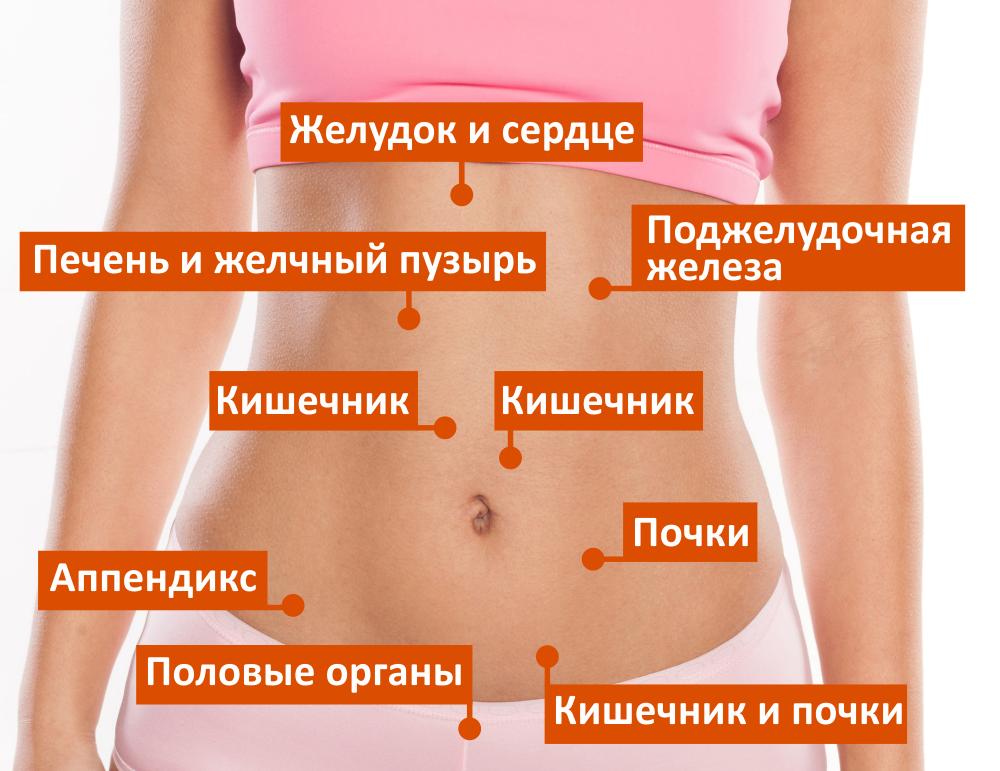 Желудок и сердце
Поджелудочная
железа
Печень и желчный пузырь
Кишечник
Кишечник
Почки
Аппендикс
Половые органы
Кишечник и почки